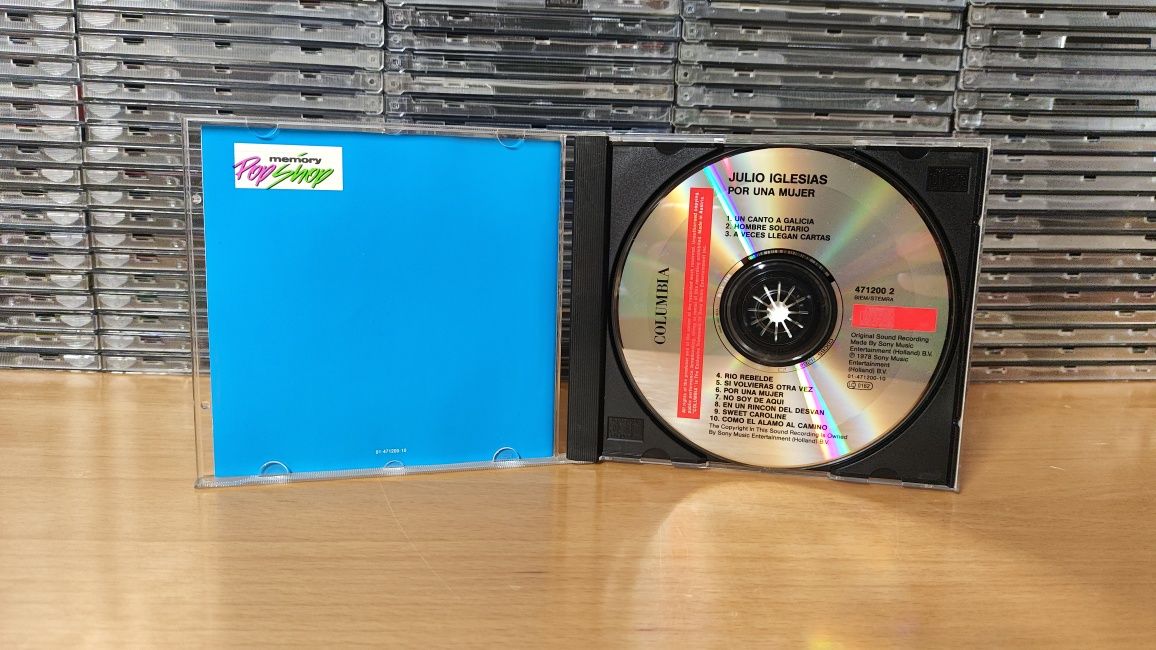 memory
Pop Shop
01-471200-10
JULIO IGLESIAS
POR UNA MUJER
1. UN CANTO A GALICIA
2. HOMBRE SOLITARIO
3. A VECES LLEGAN CARTAS
COLUMBIA
471200 2
BIEM/STEMRA
Original Sound Recording
Made By Sony Music
Entertainment (Holland) B.V.
℗ 1978 Sony Music
Entertainment
(Holland) B.V.
01-471200-10
LC 0162
4. RIO REBELDE
5. SI VOLVIERAS OTRA VEZ
6. POR UNA MUJER
7. NO SOY DE AQUI
8. EN UN RINCON DEL DESVAN
9. SWEET CAROLINE
10. COMO EL ALAMO AL CAMINO
The Copyright In This Sound Recording Is Owned
By Sony Music Entertainment (Holland) B.V.